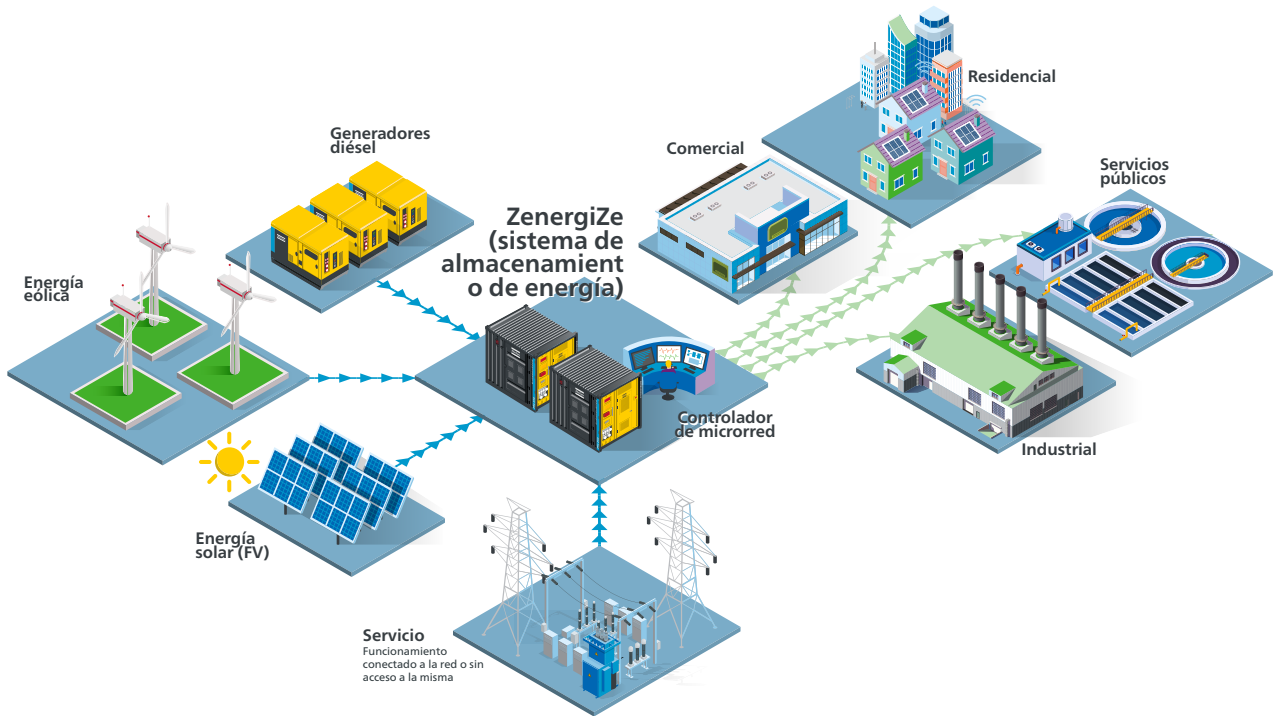 Residencial
Generadores
diésel
Comercial
Servicios
públicos
ZenergiZe
(sistema de
almacenamient
o de energía)
Energía
eólica
Controlador
de microrred
Industrial
Energía
solar (FV)
Servicio
Funcionamiento
conectado a la red o sin
acceso a la misma